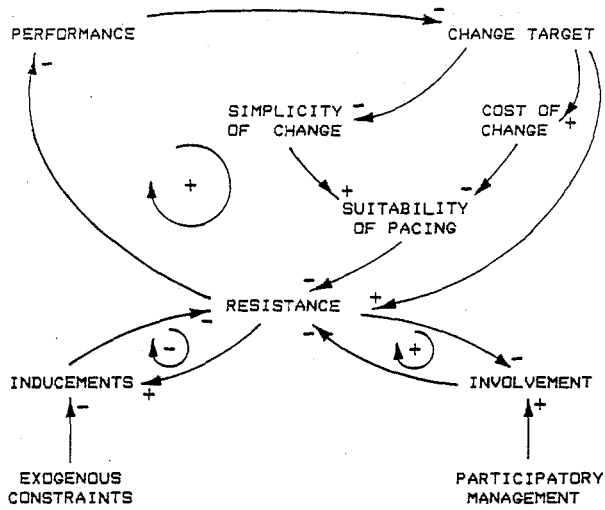 PERFORMANCE
-
CHANGE TARGET
-
SIMPLICITY
OF CHANGE
-
COST OF
CHANGE
+
+
+
-
SUITABILITY
OF PACING
-
RESISTANCE
+
-
-
-
+
INDUCEMENTS
+
-
INVOLVEMENT
-
+
EXOGENOUS
CONSTRAINTS
PARTICIPATORY
MANAGEMENT